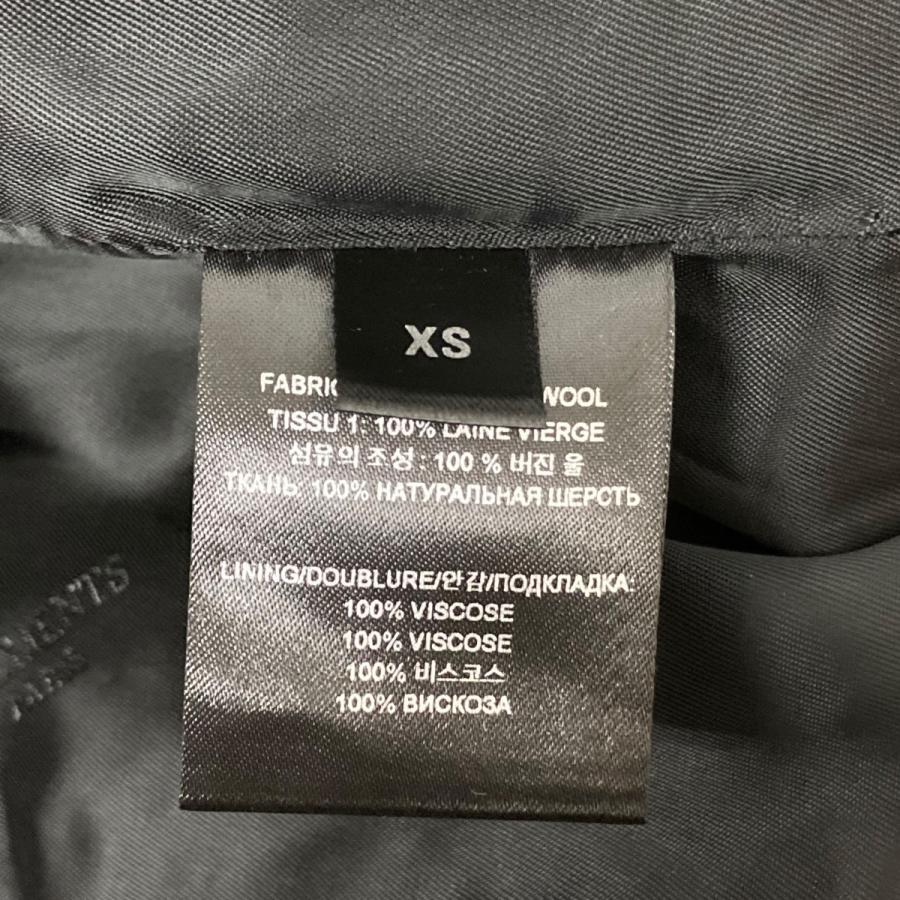 XS
FABRIC WOOL
TISSU 1: 100% LAINE VIERGE
섬유의 조성 : 100 % 버진 울
ТКАНЬ: 100% НАТУРАЛЬНАЯ ШЕРСТЬ
LINING/DOUBLURE/안감/ПОДКЛАДКА:
100% VISCOSE
100% VISCOSE
100% 비스코스
100% ВИСКОЗА